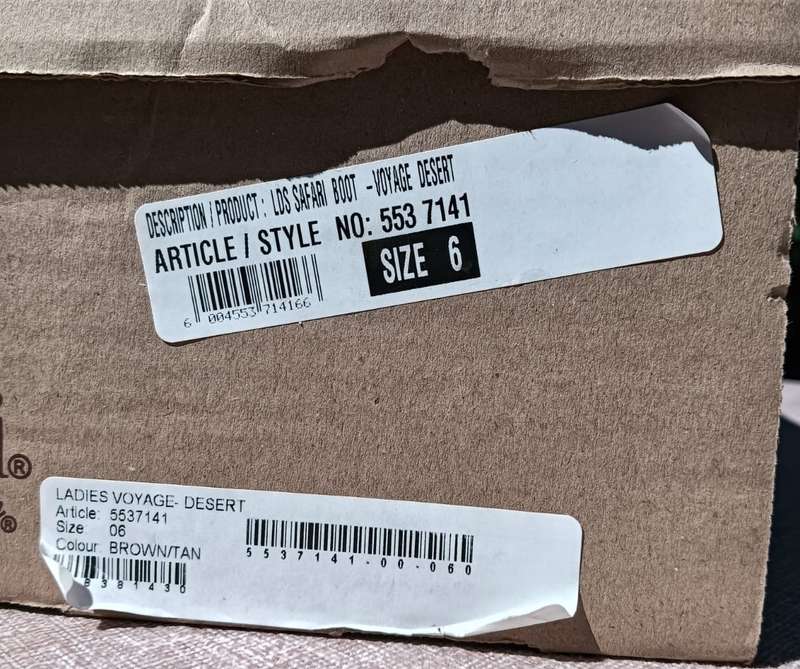 DESCRIPTION / PRODUCT : LDS SAFARI BOOT - VOYAGE DESERT
ARTICLE / STYLE NO: 553 7141
SIZE 6
6 004553 714166
®
®
LADIES VOYAGE- DESERT
Article: 5537141
Size: 06
Colour: BROWN/TAN
5537141-00-060
8381430